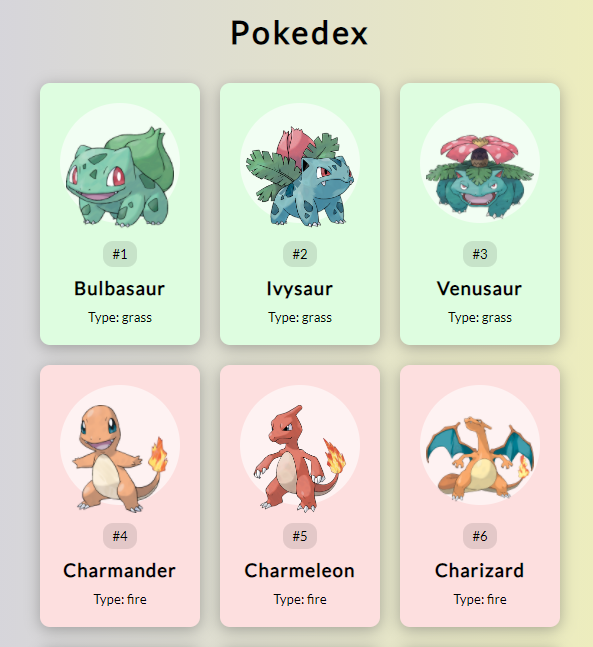 Pokedex
#1
Bulbasaur
Type: grass
#2
Ivysaur
Type: grass
#3
Venusaur
Type: grass
#4
Charmander
Type: fire
#5
Charmeleon
Type: fire
#6
Charizard
Type: fire